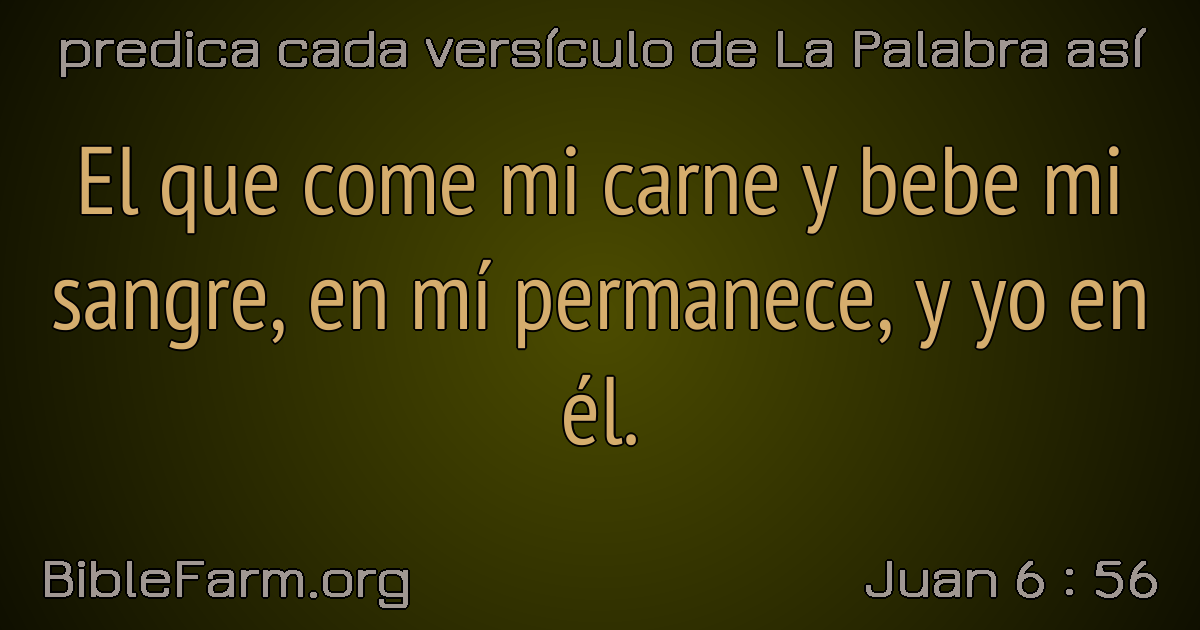 predica cada versículo de La Palabra así
El que come mi carne y bebe mi
sangre, en mí permanece, y yo en
él.
BibleFarm.org
Juan 6 : 56